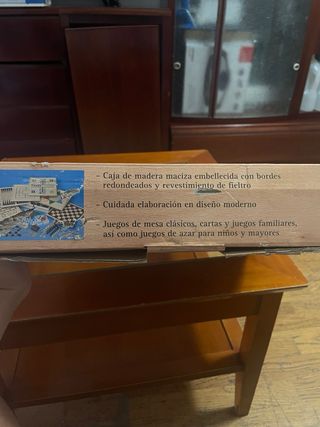 – Caja de madera maciza embellecida con bordes
redondeados y revestimiento de fieltro
– Cuidada elaboración en diseño moderno
– Juegos de mesa clásicos, cartas y juegos familiares,
así como juegos de azar para niños y mayores